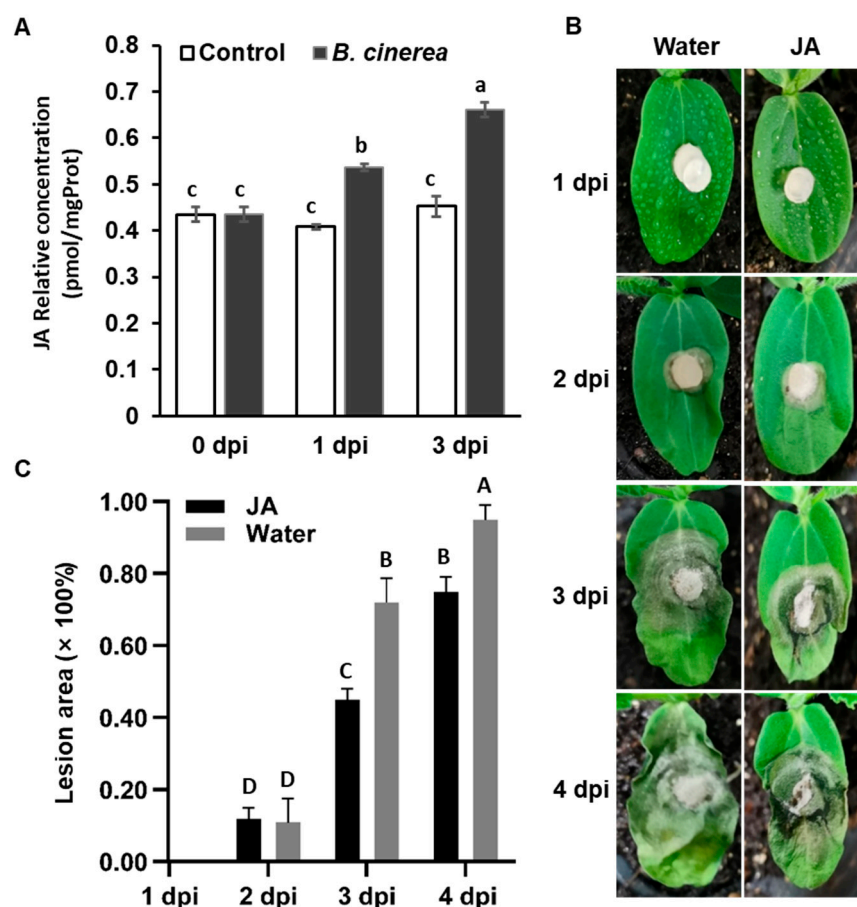 A
JA Relative concentration
(pmol/mgProt)
0.8
0.7
0.6
0.5
0.4
0.3
0.2
0.1
0
Control B. cinerea
c c c b c a
0 dpi 1 dpi 3 dpi
B
Water JA
1 dpi
2 dpi
3 dpi
4 dpi
C
Lesion area (× 100%)
1.00
0.80
0.60
0.40
0.20
0.00
JA
Water
D D C B B A
1 dpi 2 dpi 3 dpi 4 dpi